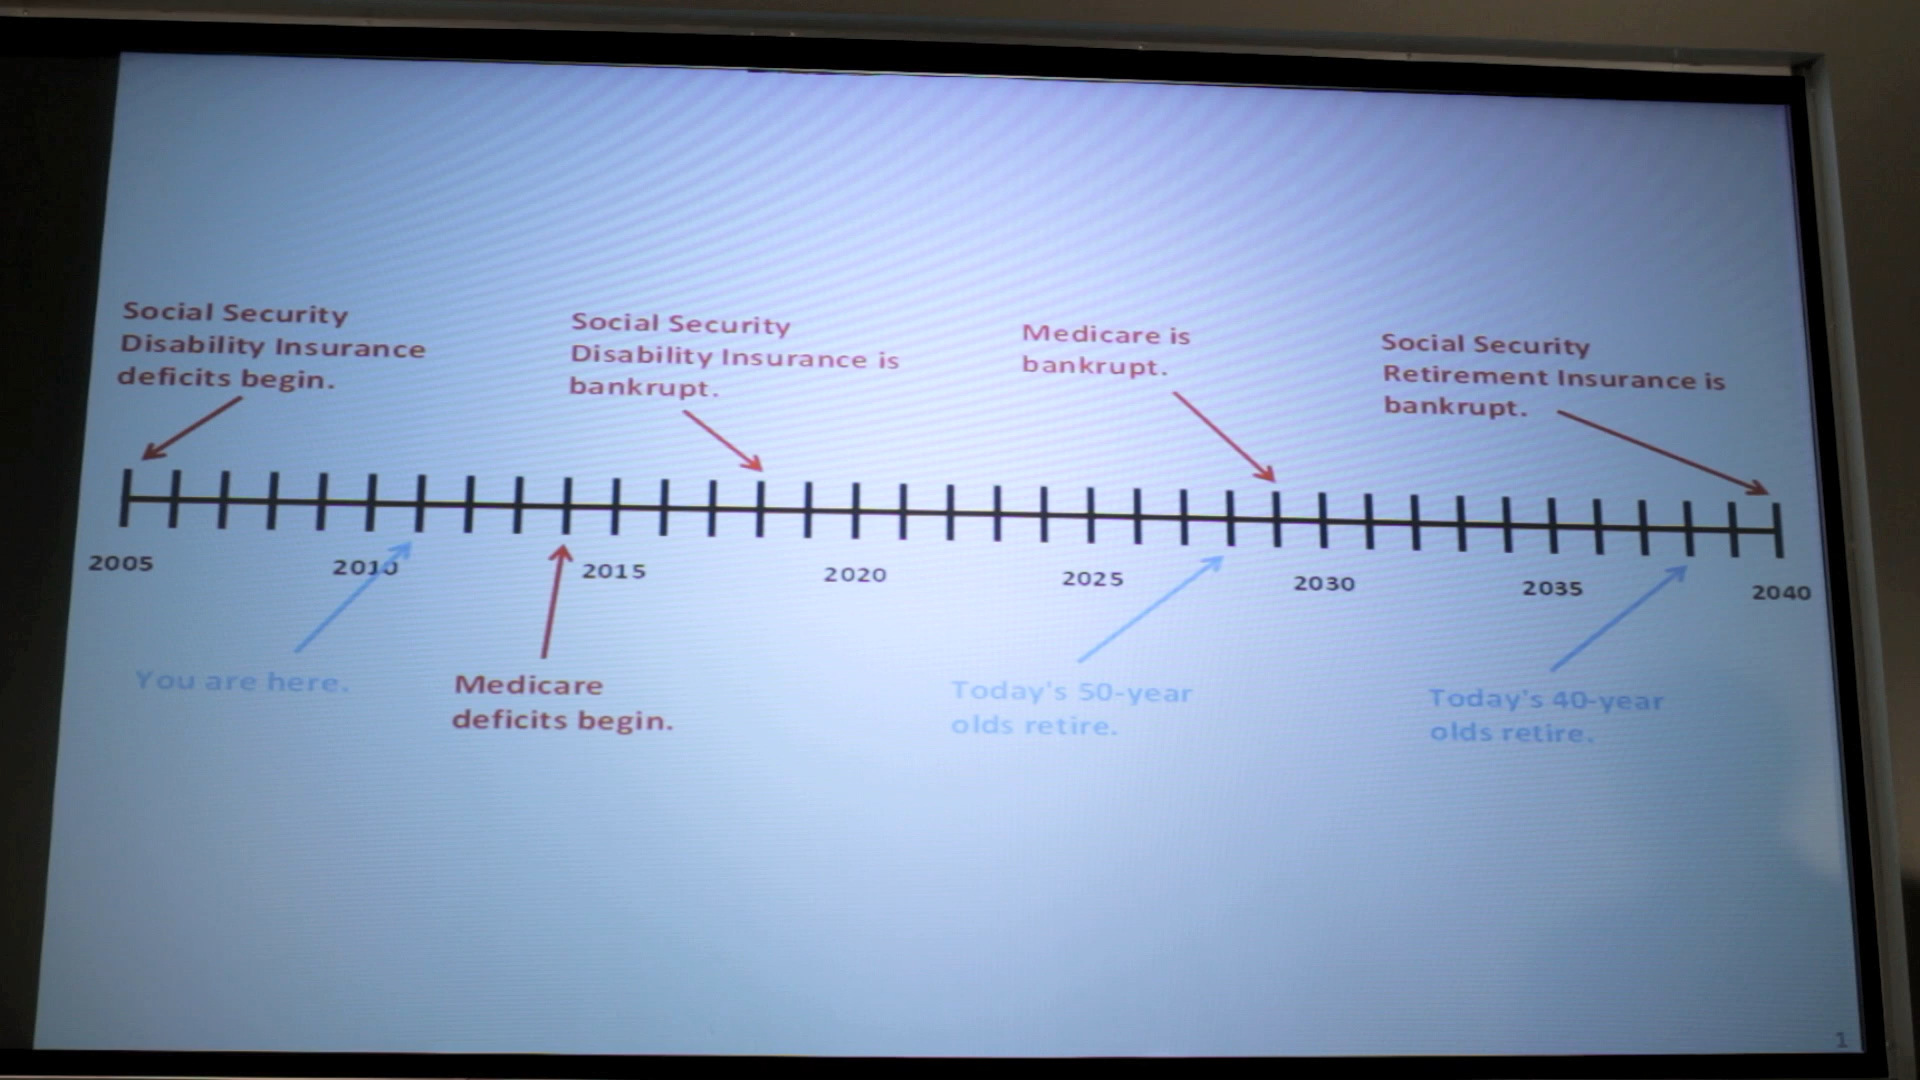 Social Security
Disability Insurance
deficits begin.
Social Security
Disability Insurance is
bankrupt.
Medicare is
bankrupt.
Social Security
Retirement Insurance is
bankrupt.
2005
2010
2015
2020
2025
2030
2035
2040
You are here.
Medicare
deficits begin.
Today's 50-year
olds retire.
Today's 40-year
olds retire.
1